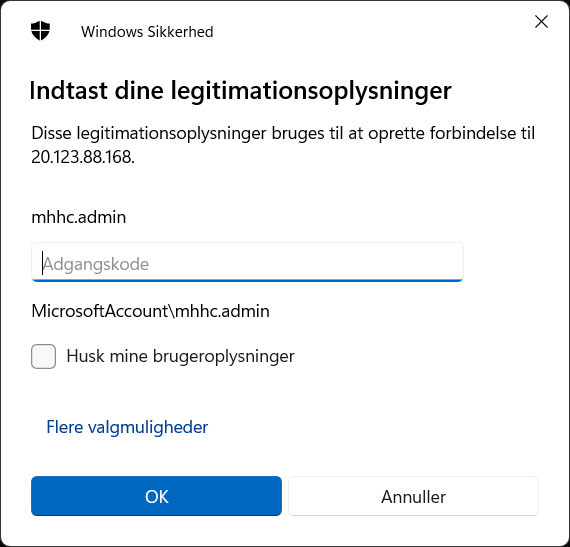 Windows Sikkerhed
Indtast dine legitimationsoplysninger
Disse legitimationsoplysninger bruges til at oprette forbindelse til
20.123.88.168.
mhhc.admin
Adgangskode
MicrosoftAccount\mhhc.admin
Husk mine brugeroplysninger
Flere valgmuligheder
OK
Annuller